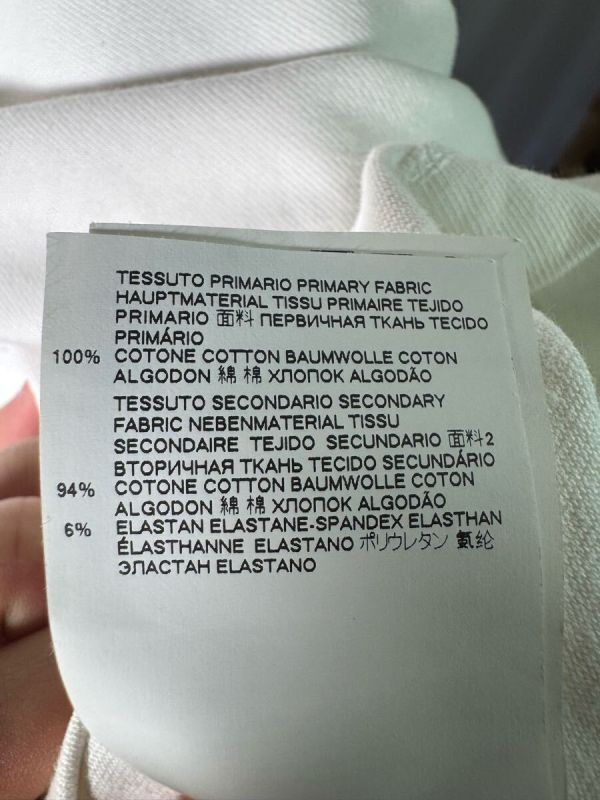 TESSUTO PRIMARIO PRIMARY FABRIC
HAUPTMATERIAL TISSU PRIMAIRE TEJIDO
PRIMARIO 面料 ПЕРВИЧНАЯ ТКАНЬ TECIDO
PRIMÁRIO
100% COTONE COTTON BAUMWOLLE COTON
ALGODON 綿 棉 ХЛОПОК ALGODÃO
TESSUTO SECONDARIO SECONDARY
FABRIC NEBENMATERIAL TISSU
SECONDAIRE TEJIDO SECUNDARIO 面料2
ВТОРИЧНАЯ ТКАНЬ TECIDO SECUNDÁRIO
94% COTONE COTTON BAUMWOLLE COTON
ALGODON 綿 棉 ХЛОПОК ALGODÃO
6% ELASTAN ELASTANE-SPANDEX ELASTHAN
ÉLASTHANNE ELASTANO ポリウレタン 氨纶
ЭЛАСТАН ELASTANO